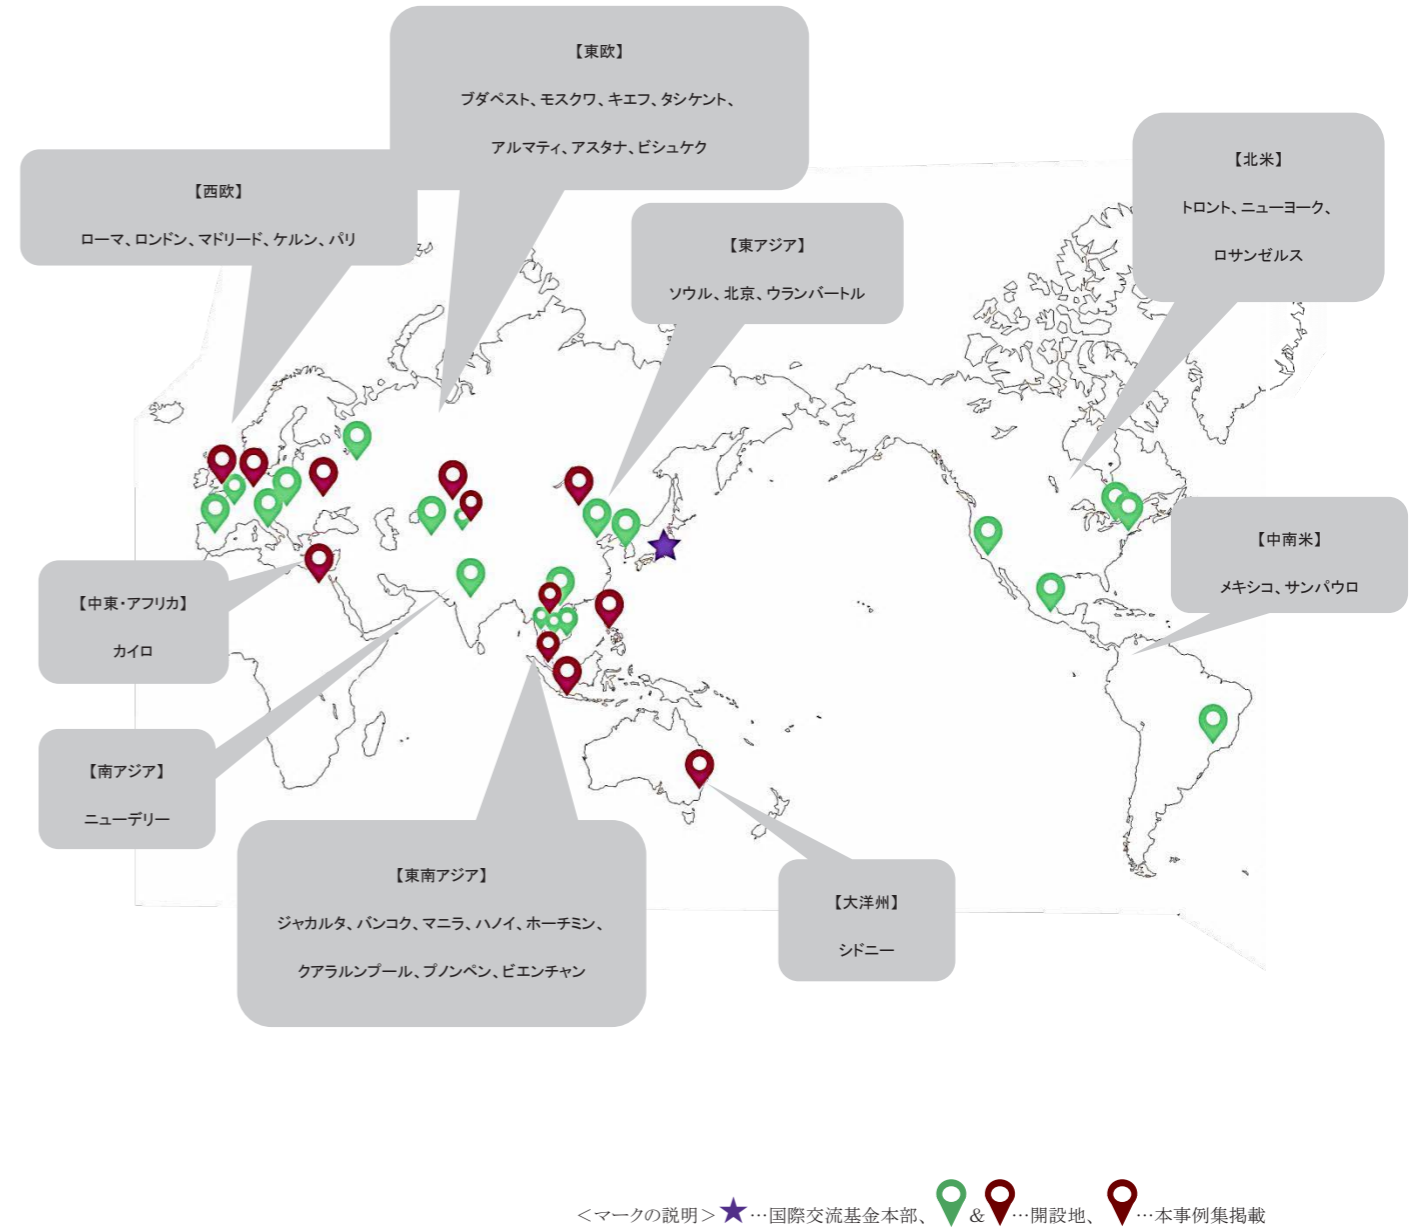 【東欧】
ブダペスト、モスクワ、キエフ、タシケント、
アルマティ、アスタナ、ビシュケク
【西欧】
ローマ、ロンドン、マドリード、ケルン、パリ
【東アジア】
ソウル、北京、ウランバートル
【北米】
トロント、ニューヨーク、
ロサンゼルス
【中南米】
メキシコ、サンパウロ
【中東・アフリカ】
カイロ
【南アジア】
ニューデリー
【東南アジア】
ジャカルタ、バンコク、マニラ、ハノイ、ホーチミン、
クアラルンプール、プノンペン、ビエンチャン
【大洋州】
シドニー
＜マークの説明＞★…国際交流基金本部、&…開設地、…本事例集掲載